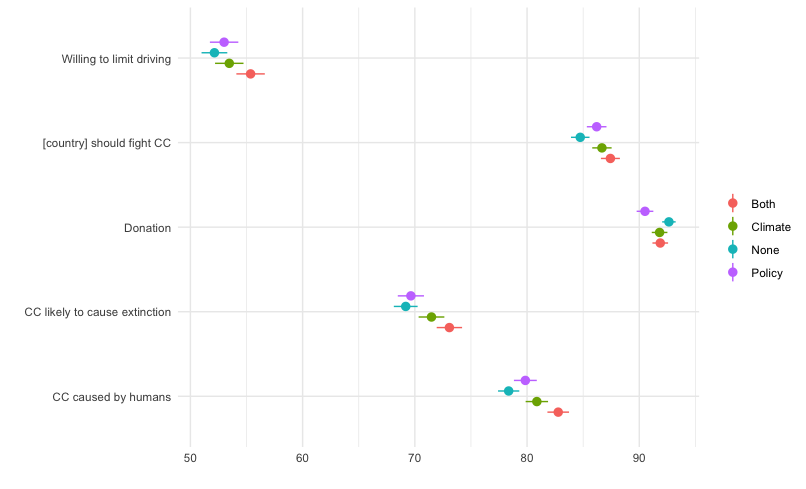 Willing to limit driving
[country] should fight CC
Donation
CC likely to cause extinction
CC caused by humans
50 60 70 80 90
Both
Climate
None
Policy